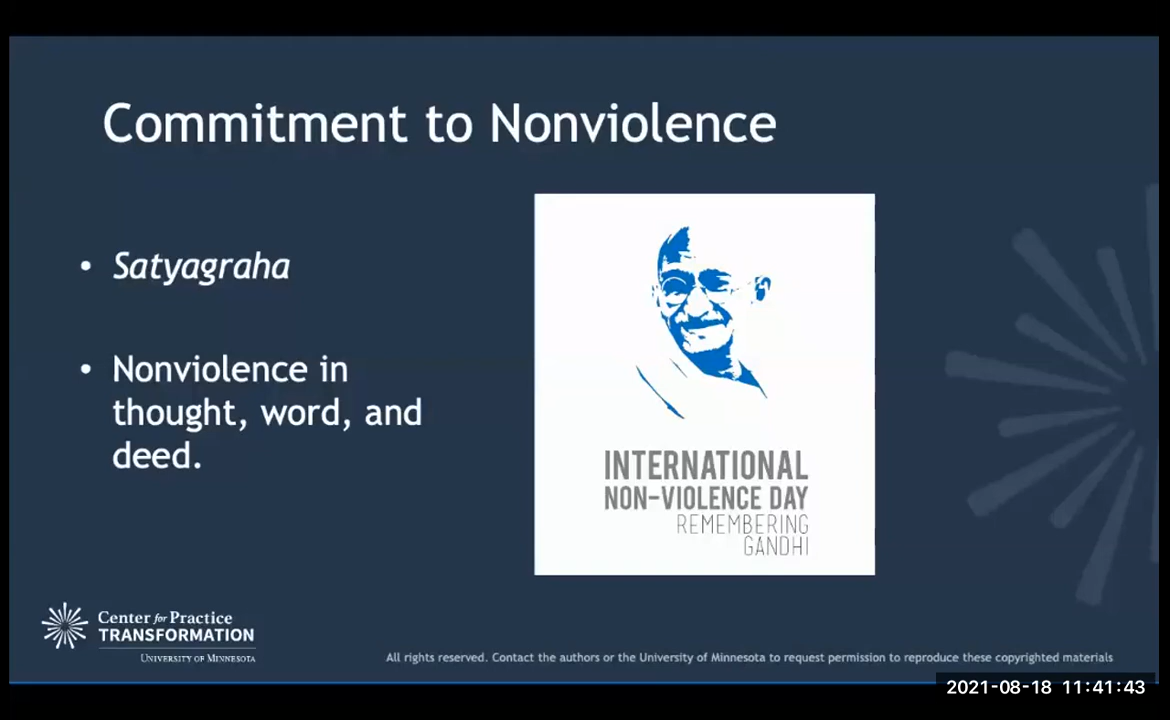 Commitment to Nonviolence
• Satyagraha
• Nonviolence in
thought, word, and
deed.
INTERNATIONAL
NON-VIOLENCE DAY
REMEMBERING
GANDHI
Center for Practice
TRANSFORMATION
UNIVERSITY OF MINNESOTA
All rights reserved. Contact the authors or the University of Minnesota to request permission to reproduce these copyrighted materials
2021-08-18 11:41:43